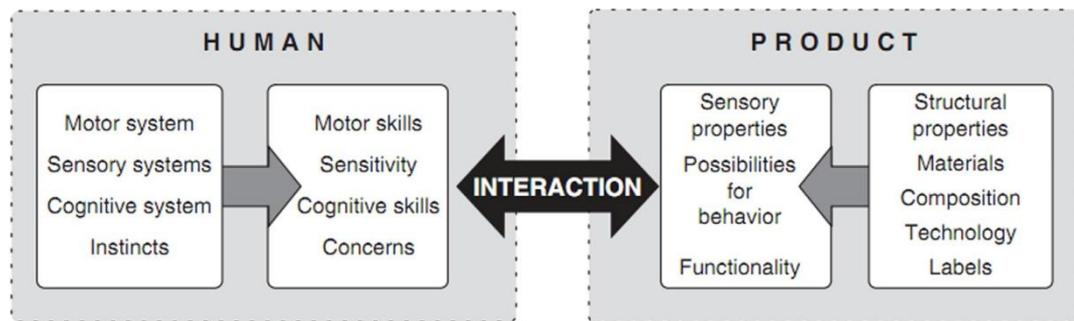 HUMAN
Motor system
Sensory systems
Cognitive system
Instincts
Motor skills
Sensitivity
Cognitive skills
Concerns
INTERACTION
PRODUCT
Sensory
properties
Possibilities
for
behavior
Functionality
Structural
properties
Materials
Composition
Technology
Labels